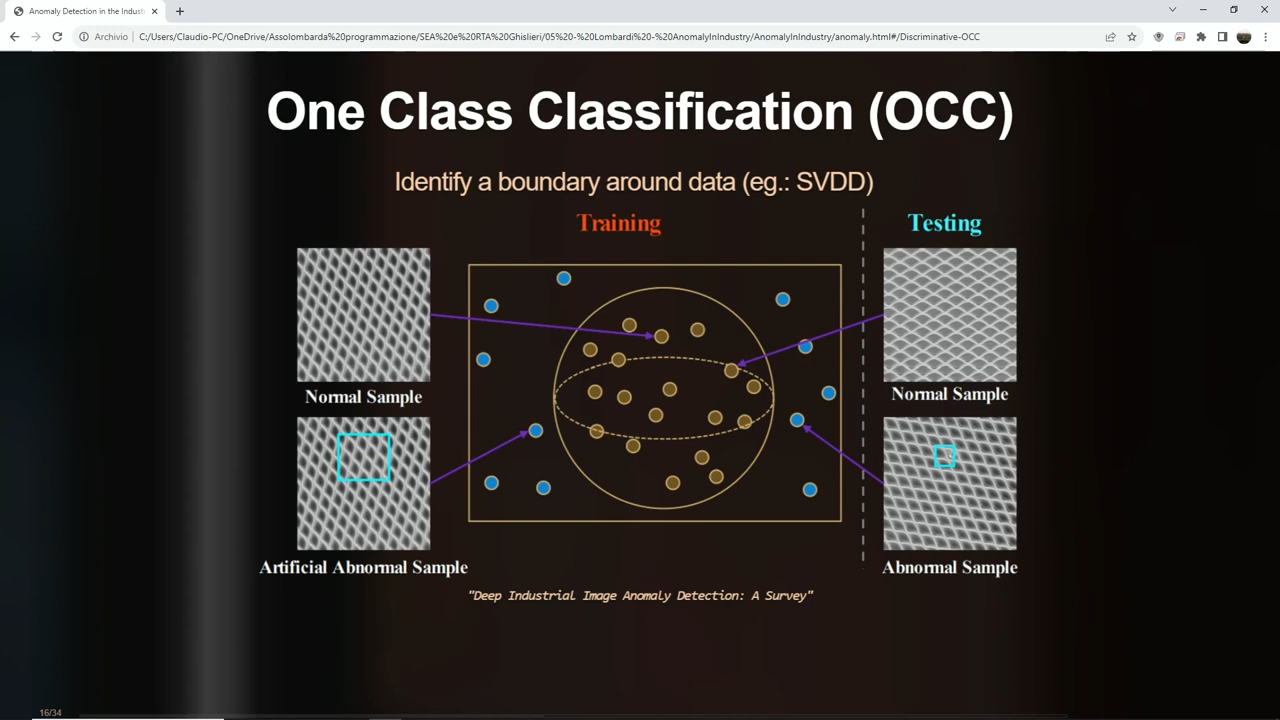 Anomaly Detection in the Indust
Archivio
C:/Users/Claudio-PC/OneDrive/Assolombarda%20programmazione/SEA%20e%20RTA%20Ghislieri/05%20-%20Lombardi%20-%20AnomalyInIndustry/AnomalyInIndustry/anomaly.html#/Discriminative-OCC
One Class Classification (OCC)
Identify a boundary around data (eg.: SVDD)
Training
Testing
Normal Sample
Normal Sample
Artificial Abnormal Sample
Abnormal Sample
"Deep Industrial Image Anomaly Detection: A Survey"
16/34